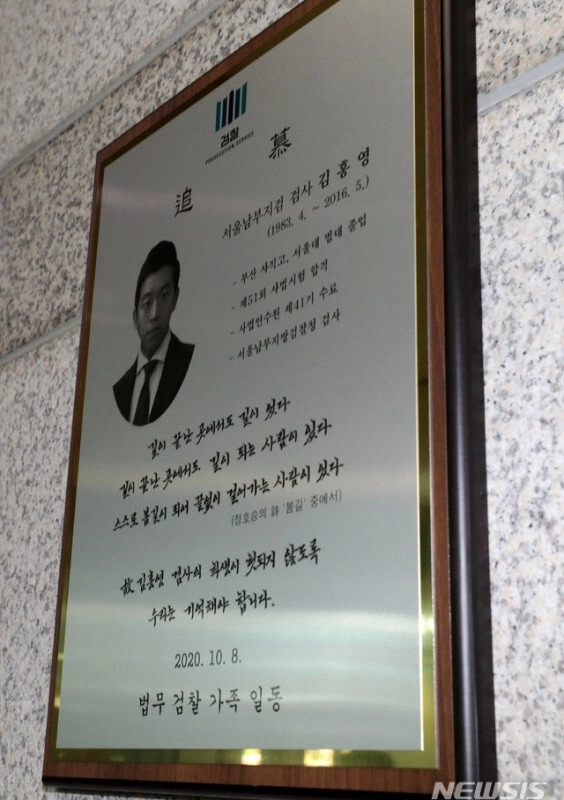 검찰
PROSECUTION SERVICE
追 慕
서울남부지검 검사 김홍영
(1983. 4. ~ 2016. 5.)
- 부산 사직고, 서울대 법대 졸업
- 제51회 사법시험 합격
- 사법연수원 제41기 수료
- 서울남부지방검찰청 검사
길이 끝난 곳에서도 길이 있다
길이 끝난 곳에서도 길이 되는 사람이 있다
스스로 봄길이 되어 끝없이 걸어가는 사람이 있다
(정호승의 詩 '봄길' 중에서)
故 김홍영 검사의 희생이 헛되지 않도록
우리는 기억해야 합니다.
2020. 10. 8.
법무 검찰 가족 일동
NEWSIS